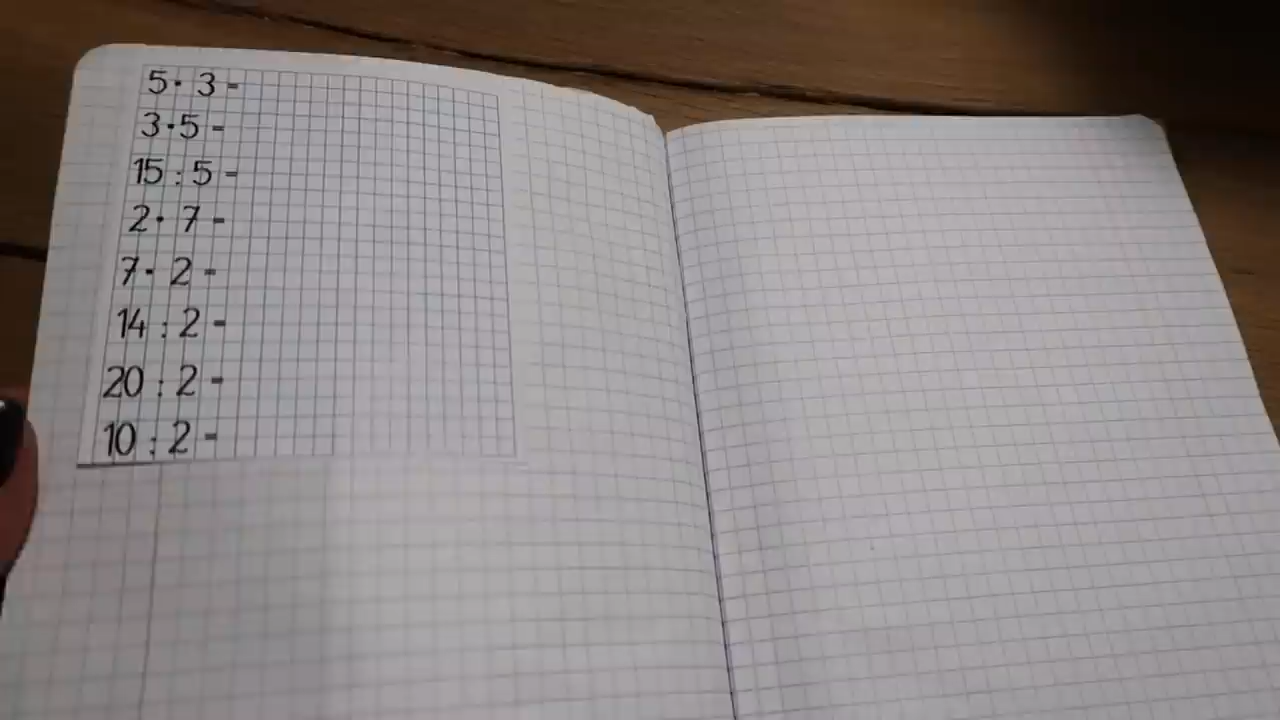 5 · 3 =
3 · 5 =
15 : 5 =
2 · 7 =
7 · 2 =
14 : 2 =
20 : 2 =
10 : 2 =